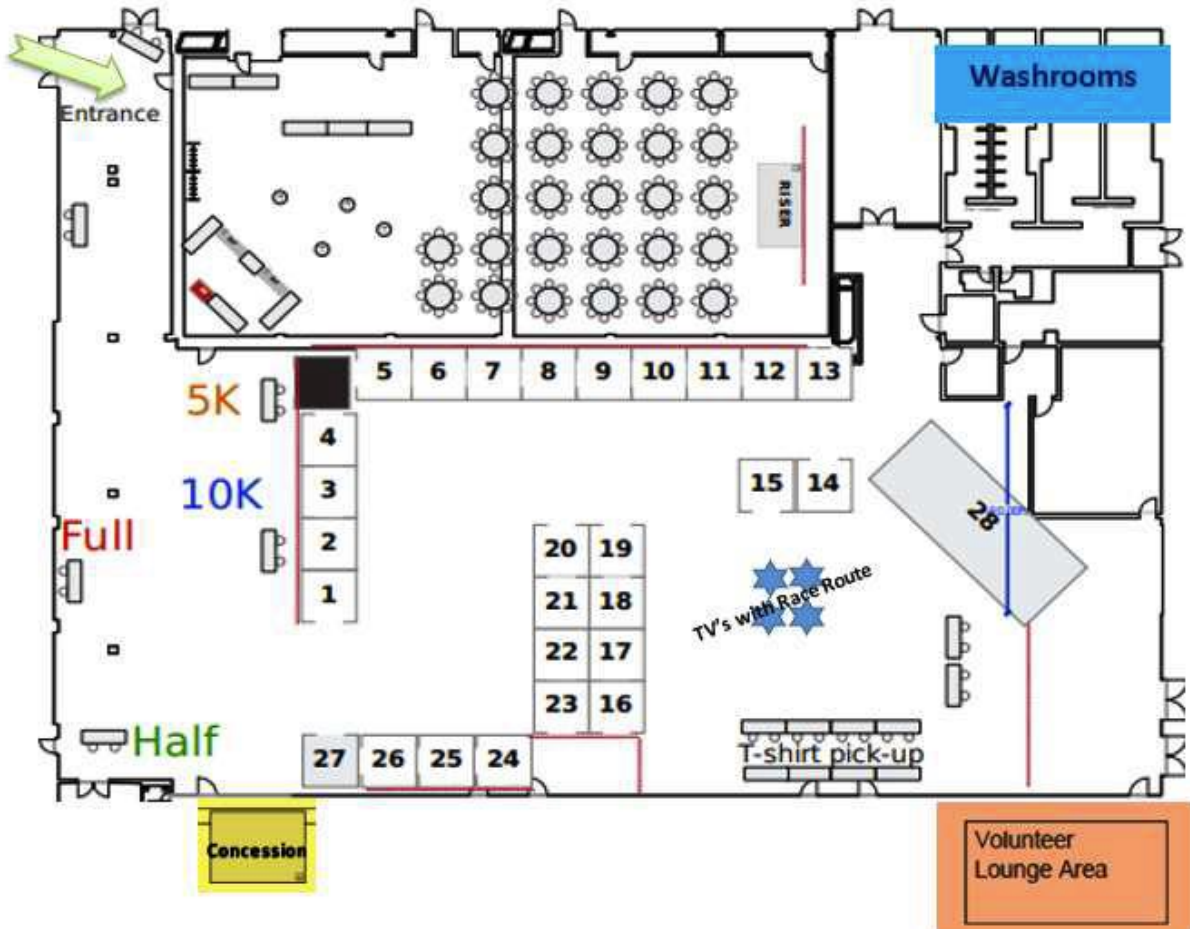 Washrooms
Entrance
RISER
5K
5 6 7 8 9 10 11 12 13
4
10K
3
15 14
Full
2
28
20 19
1
21 18
TV's with Race Route
22 17
23 16
Half
T-shirt pick-up
27 26 25 24
Concession
Volunteer
Lounge Area